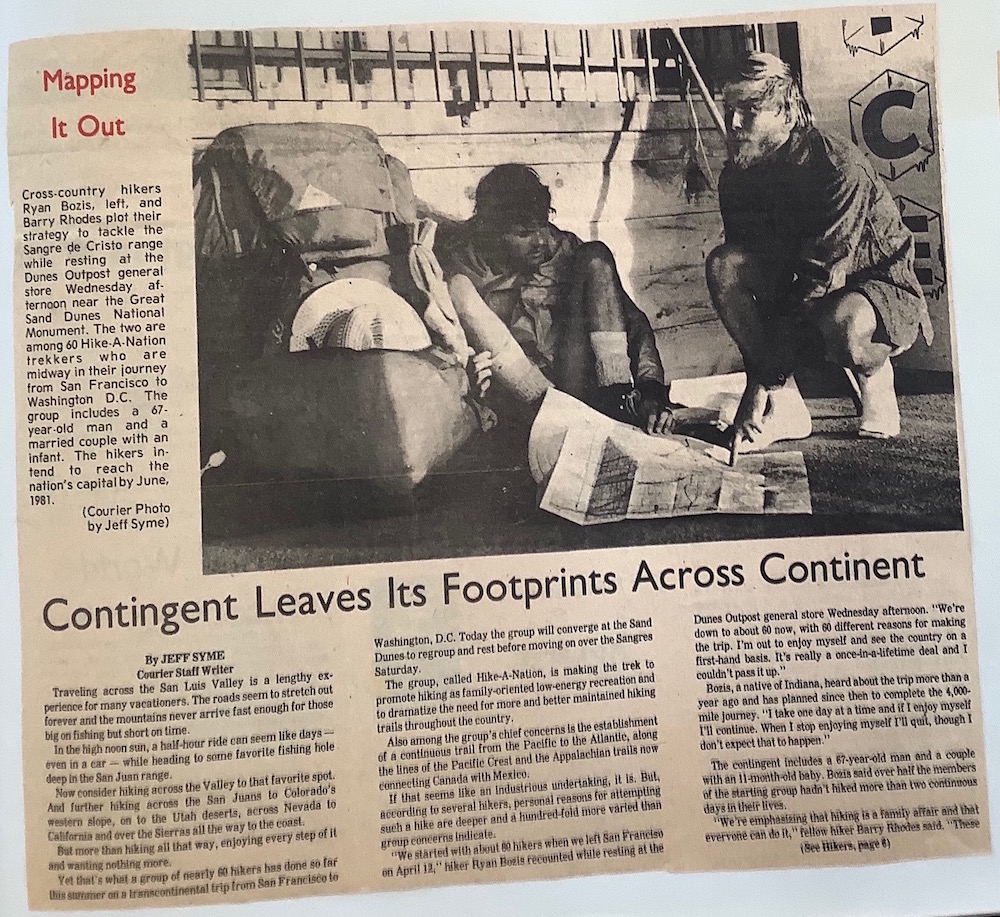 Mapping
It Out
Cross-country hikers
Ryan Bozis, left, and
Barry Rhodes plot their
strategy to tackle the
Sangre de Cristo range
while resting at the
Dunes Outpost general
store Wednesday af-
ternoon near the Great
Sand Dunes National
Monument. The two are
among 60 Hike-A-Nation
trekkers who are
midway in their journey
from San Francisco to
Washington D.C. The
group includes a 67-
year-old man and a
married couple with an
infant. The hikers in-
tend to reach the
nation's capital by June,
1981.
(Courier Photo
by Jeff Syme)
C
E
Contingent Leaves Its Footprints Across Continent
By JEFF SYME
Courier Staff Writer
Traveling across the San Luis Valley is a lengthy ex-
perience for many vacationers. The roads seem to stretch out
forever and the mountains never arrive fast enough for those
big on fishing but short on time.
In the high noon sun, a half-hour ride can seem like days —
even in a car — while heading to some favorite fishing hole
deep in the San Juan range.
Now consider hiking across the Valley to that favorite spot.
And further hiking across the San Juans to Colorado's
western slope, on to the Utah deserts, across Nevada to
California and over the Sierras all the way to the coast.
But more than hiking all that way, enjoying every step of it
and wanting nothing more.
Yet that's what a group of nearly 60 hikers has done so far
this summer on a transcontinental trip from San Francisco to
Washington, D.C. Today the group will converge at the Sand
Dunes to regroup and rest before moving on over the Sangres
Saturday.
The group, called Hike-A-Nation, is making the trek to
promote hiking as family-oriented low-energy recreation and
to dramatize the need for more and better maintained hiking
trails throughout the country.
Also among the group's chief concerns is the establishment
of a continuous trail from the Pacific to the Atlantic, along
the lines of the Pacific Crest and the Appalachian trails now
connecting Canada with Mexico.
If that seems like an industrious undertaking, it is. But,
according to several hikers, personal reasons for attempting
such a hike are deeper and a hundred-fold more varied than
group concerns indicate.
"We started with about 80 hikers when we left San Franciso
on April 12," hiker Ryan Bozis recounted while resting at the
Dunes Outpost general store Wednesday afternoon. "We're
down to about 60 now, with 60 different reasons for making
the trip. I'm out to enjoy myself and see the country on a
first-hand basis. It's really a once-in-a-lifetime deal and I
couldn't pass it up."
Bozis, a native of Indiana, heard about the trip more than a
year ago and has planned since then to complete the 4,000-
mile journey. "I take one day at a time and if I enjoy myself
I'll continue. When I stop enjoying myself I'll quit, though I
don't expect that to happen."
The contingent includes a 67-year-old man and a couple
with an 11-month-old baby. Bozis said over half the members
of the starting group hadn't hiked more than two continuous
days in their lives.
"We're emphasizing that hiking is a family affair and that
everyone can do it," fellow hiker Barry Rhodes said. "These
(See Hikers, page 8)